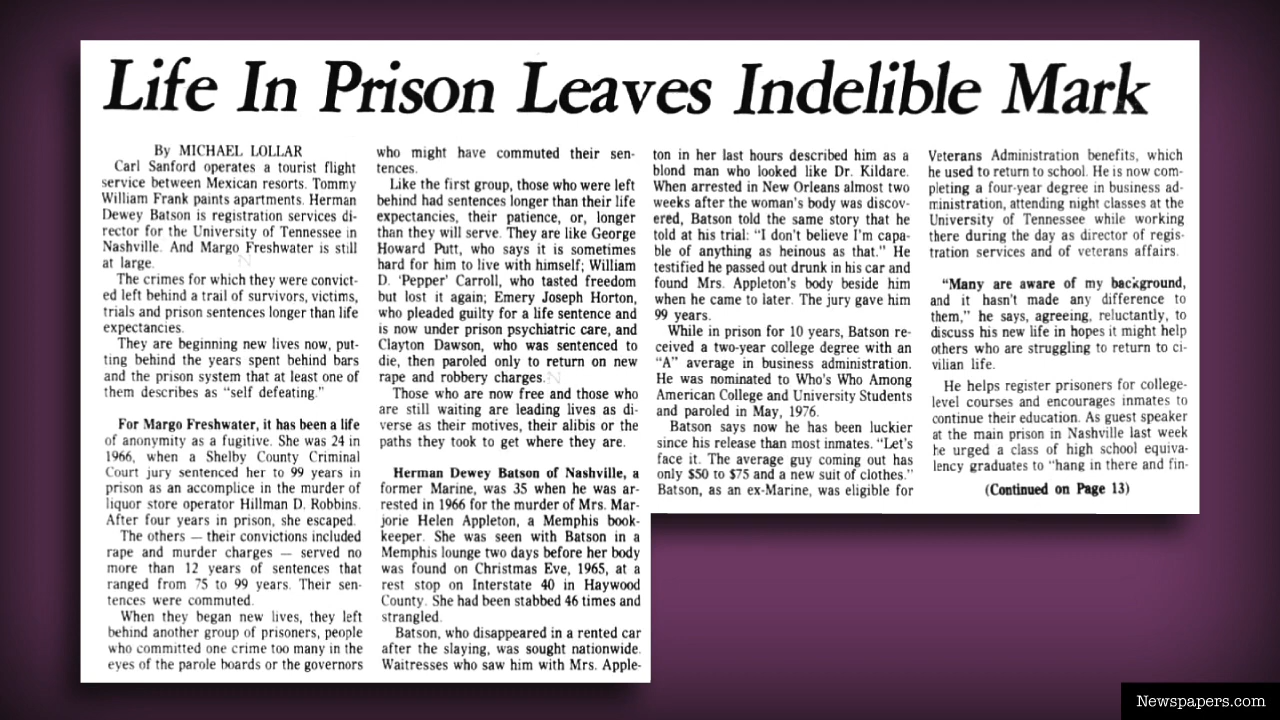 Life In Prison Leaves Indelible Mark
By MICHAEL LOLLAR
Carl Sanford operates a tourist flight
service between Mexican resorts. Tommy
William Frank paints apartments. Herman
Dewey Batson is registration services di-
rector for the University of Tennessee in
Nashville. And Margo Freshwater is still
at large.
The crimes for which they were convict-
ed left behind a trail of survivors, victims,
trials and prison sentences longer than life
expectancies.
They are beginning new lives now, put-
ting behind the years spent behind bars
and the prison system that at least one of
them describes as "self defeating."
For Margo Freshwater, it has been a life
of anonymity as a fugitive. She was 24 in
1966, when a Shelby County Criminal
Court jury sentenced her to 99 years in
prison as an accomplice in the murder of
liquor store operator Hillman D. Robbins.
After four years in prison, she escaped.
The others — their convictions included
rape and murder charges — served no
more than 12 years of sentences that
ranged from 75 to 99 years. Their sen-
tences were commuted.
When they began new lives, they left
behind another group of prisoners, people
who committed one crime too many in the
eyes of the parole boards or the governors
who might have commuted their sen-
tences.
Like the first group, those who were left
behind had sentences longer than their life
expectancies, their patience, or, longer
than they will serve. They are like George
Howard Putt, who says it is sometimes
hard for him to live with himself; William
D. 'Pepper' Carroll, who tasted freedom
but lost it again; Emery Joseph Horton,
who pleaded guilty for a life sentence and
is now under prison psychiatric care, and
Clayton Dawson, who was sentenced to
die, then paroled only to return on new
rape and robbery charges.
Those who are now free and those who
are still waiting are leading lives as di-
verse as their motives, their alibis or the
paths they took to get where they are.
Herman Dewey Batson of Nashville, a
former Marine, was 35 when he was ar-
rested in 1966 for the murder of Mrs. Mar-
jorie Helen Appleton, a Memphis book-
keeper. She was seen with Batson in a
Memphis lounge two days before her body
was found on Christmas Eve, 1965, at a
rest stop on Interstate 40 in Haywood
County. She had been stabbed 46 times and
strangled.
Batson, who disappeared in a rented car
after the slaying, was sought nationwide.
Waitresses who saw him with Mrs. Apple-
ton in her last hours described him as a
blond man who looked like Dr. Kildare.
When arrested in New Orleans almost two
weeks after the woman's body was discov-
ered, Batson told the same story that he
told at his trial: "I don't believe I'm capa-
ble of anything as heinous as that." He
testified he passed out drunk in his car and
found Mrs. Appleton's body beside him
when he came to later. The jury gave him
99 years.
While in prison for 10 years, Batson re-
ceived a two-year college degree with an
"A" average in business administration.
He was nominated to Who's Who Among
American College and University Students
and paroled in May, 1976.
Batson says now he has been luckier
since his release than most inmates. "Let's
face it. The average guy coming out has
only $50 to $75 and a new suit of clothes."
Batson, as an ex-Marine, was eligible for
Veterans Administration benefits, which
he used to return to school. He is now com-
pleting a four-year degree in business ad-
ministration, attending night classes at the
University of Tennessee while working
there during the day as director of regis-
tration services and of veterans affairs.
"Many are aware of my background,
and it hasn't made any difference to
them," he says, agreeing, reluctantly, to
discuss his new life in hopes it might help
others who are struggling to return to ci-
vilian life.
He helps register prisoners for college-
level courses and encourages inmates to
continue their education. As guest speaker
at the main prison in Nashville last week
he urged a class of high school equiva-
lency graduates to "hang in there and fin-
(Continued on Page 13)
Newspapers.com